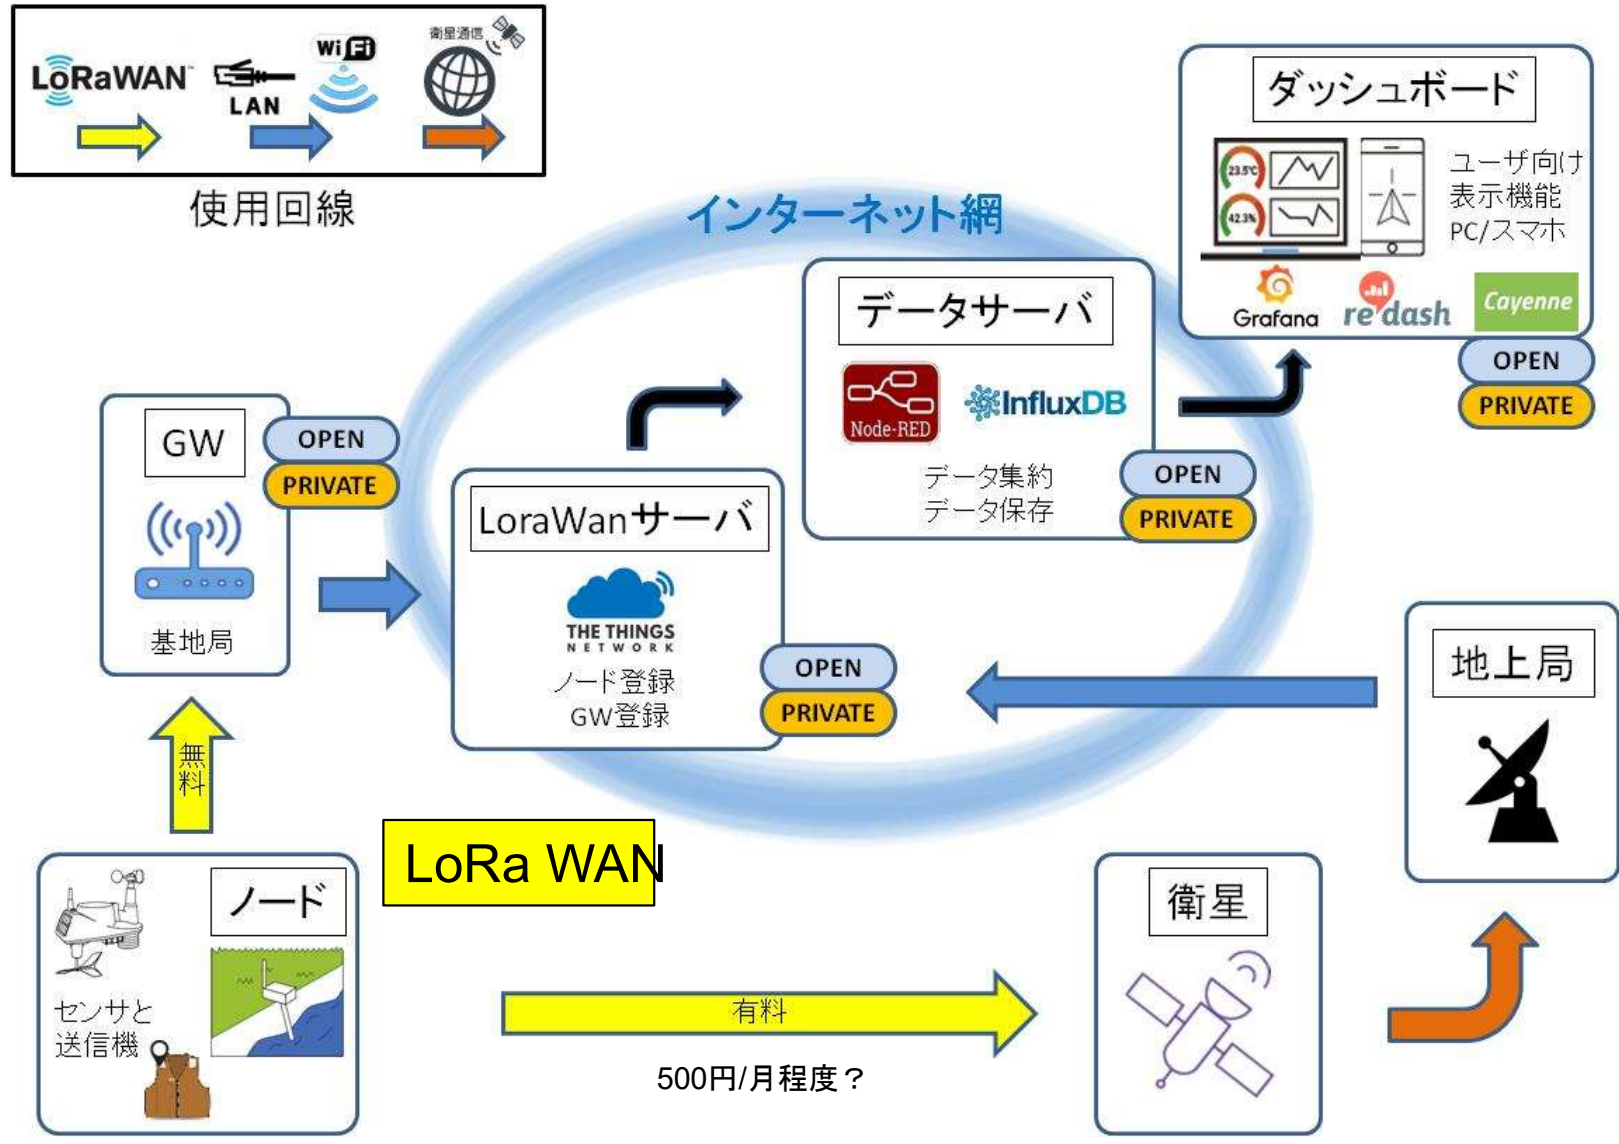 LoRaWAN
LAN
WiFi
衛星通信
使用回線
インターネット網
ダッシュボード
23.5℃
42.3%
ユーザ向け
表示機能
PC/スマホ
Grafana
redash
Cayenne
OPEN
PRIVATE
データサーバ
Node-RED
InfluxDB
データ集約
データ保存
OPEN
PRIVATE
GW
OPEN
PRIVATE
基地局
LoraWanサーバ
THE THINGS
NETWORK
ノード登録
GW登録
OPEN
PRIVATE
地上局
無料
LoRa WAN
ノード
センサと
送信機
有料
500円/月程度？
衛星